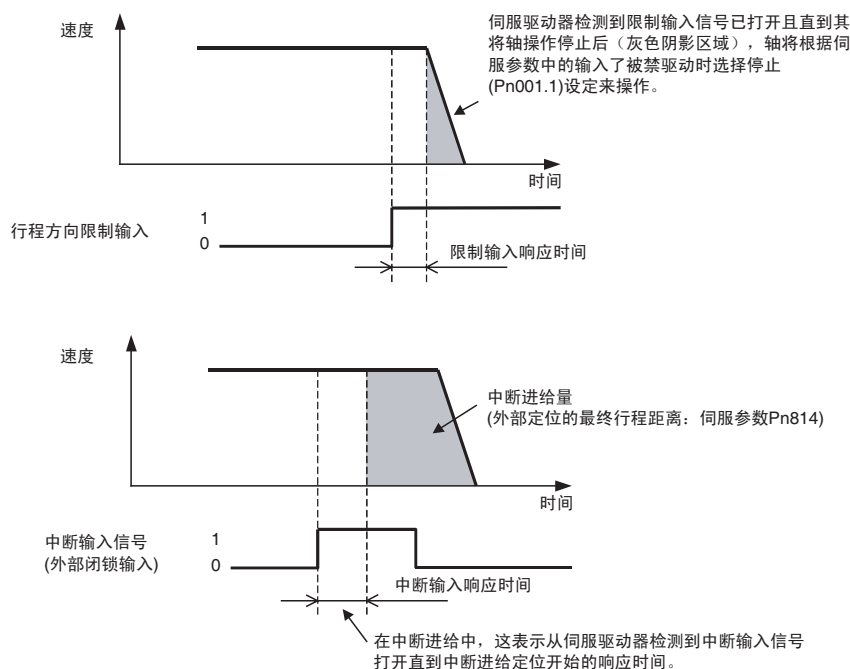 伺服驱动器检测到限制输入信号已打开且直到其
将轴操作停止后（灰色阴影区域），轴将根据伺
服参数中的输入了被禁驱动时选择停止
(Pn001.1)设定来操作。
速度
时间
行程方向限制输入
1
0
限制输入响应时间
速度
中断进给量
(外部定位的最终行程距离：伺服参数Pn814)
时间
中断输入信号
(外部闭锁输入)
1
0
中断输入响应时间
在中断进给中，这表示从伺服驱动器检测到中断输入信号
打开直到中断进给定位开始的响应时间。